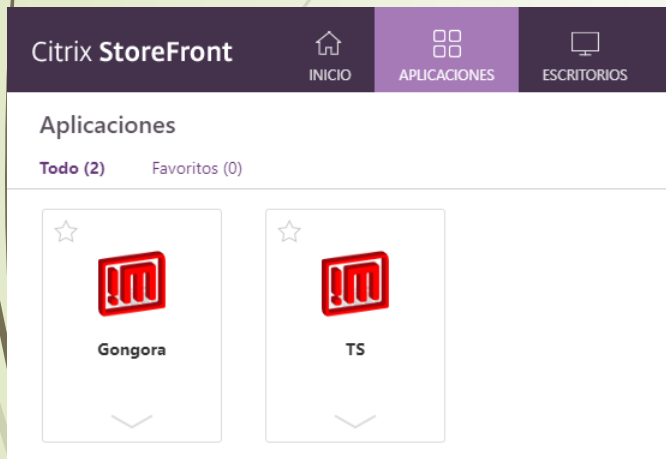 Citrix StoreFront
INICIO
APLICACIONES
ESCRITORIOS
Aplicaciones
Todo (2) Favoritos (0)
Gongora
TS